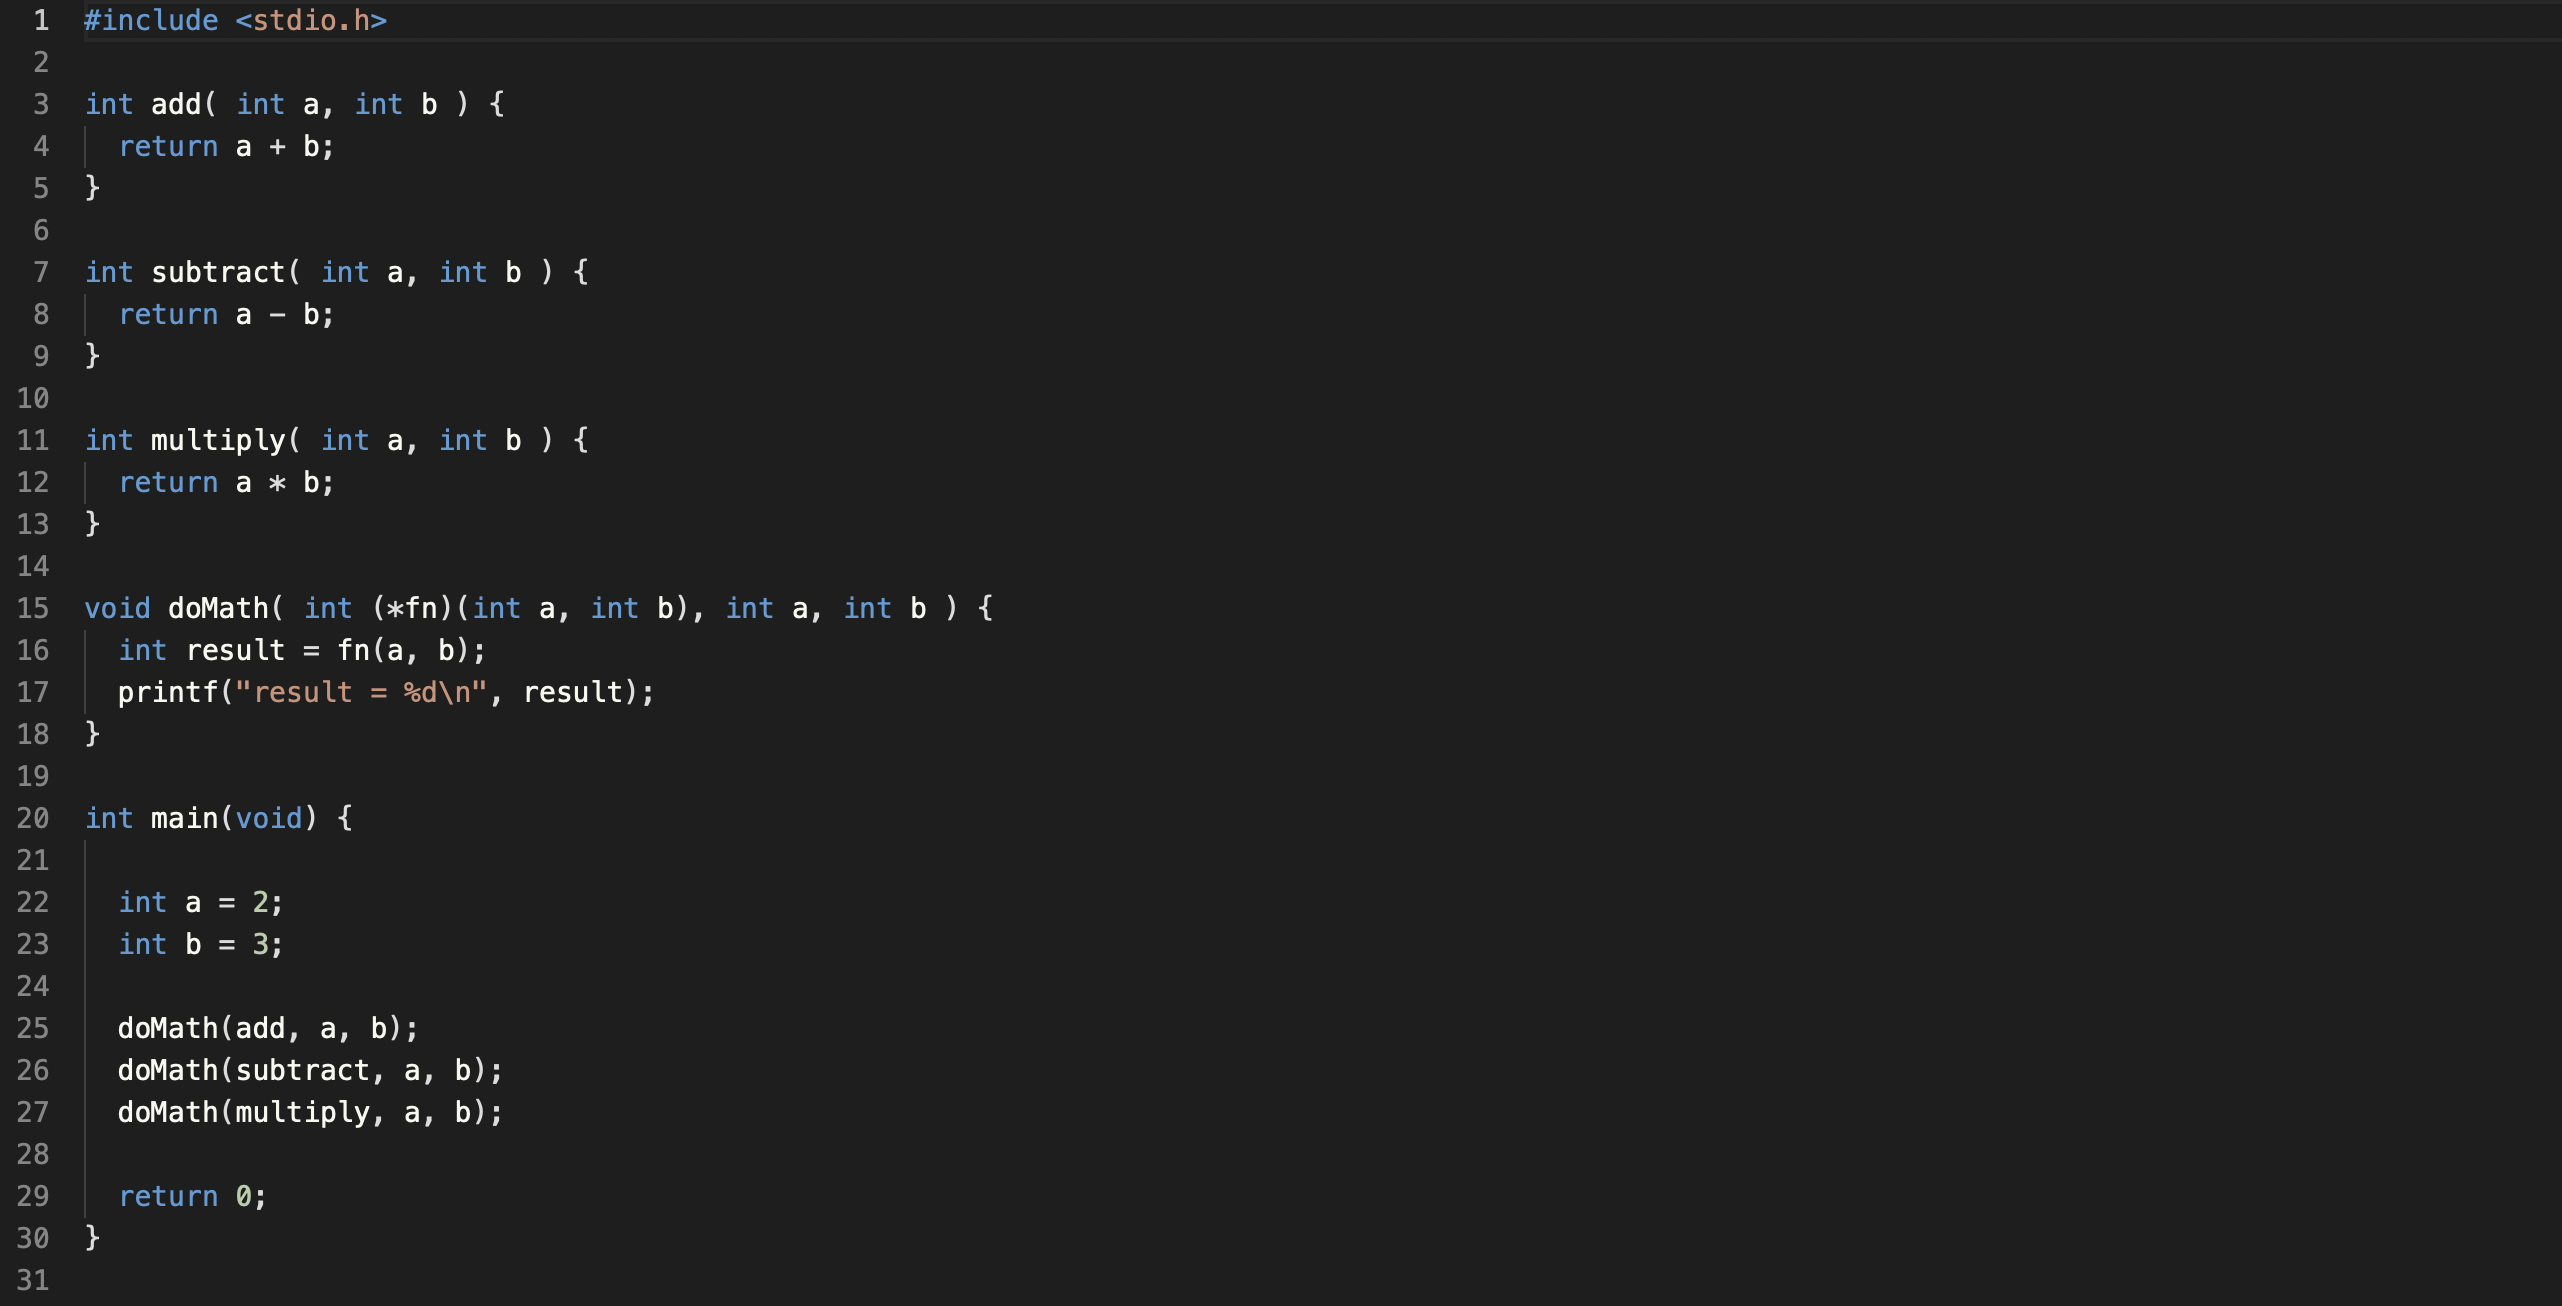 1 #include <stdio.h>
2
3 int add( int a, int b ) {
4   return a + b;
5 }
6
7 int subtract( int a, int b ) {
8   return a - b;
9 }
10
11 int multiply( int a, int b ) {
12   return a * b;
13 }
14
15 void doMath( int (*fn)(int a, int b), int a, int b ) {
16   int result = fn(a, b);
17   printf("result = %d\n", result);
18 }
19
20 int main(void) {
21
22   int a = 2;
23   int b = 3;
24
25   doMath(add, a, b);
26   doMath(subtract, a, b);
27   doMath(multiply, a, b);
28
29   return 0;
30 }
31